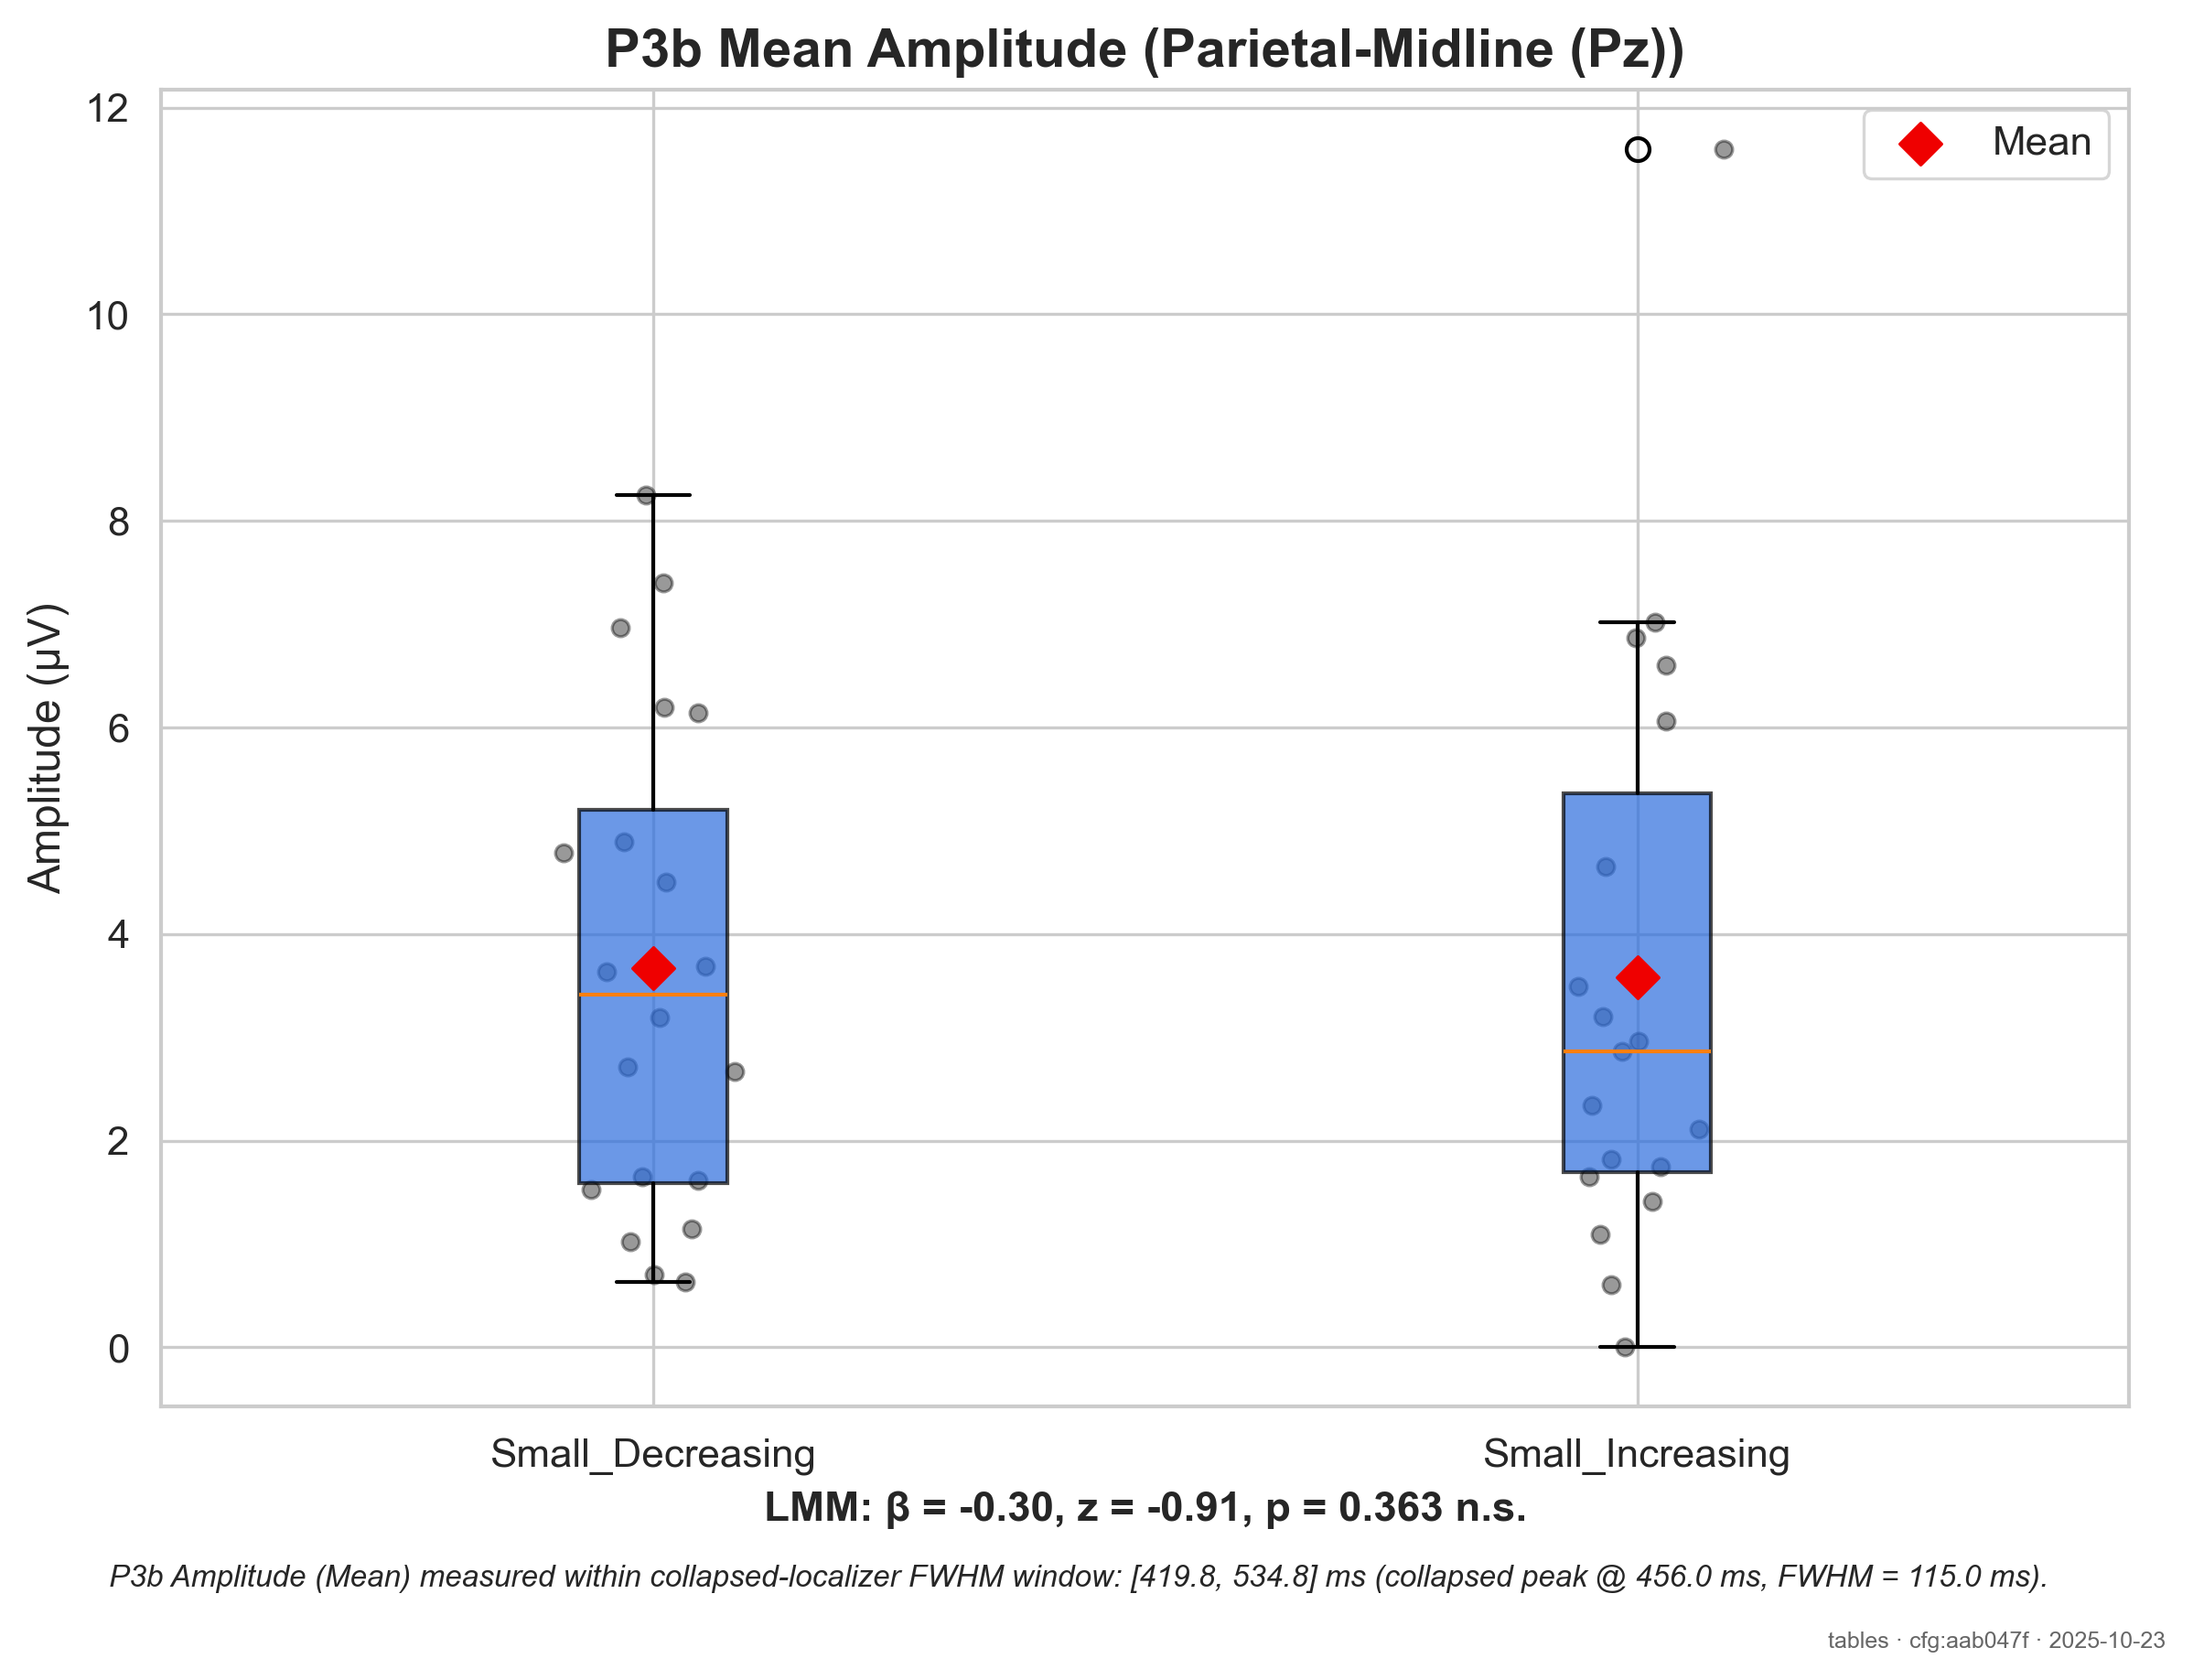 P3b Mean Amplitude (Parietal-Midline (Pz))
12
10
8
6
4
2
0
Amplitude (µV)
Mean
Small_Decreasing
Small_Increasing
LMM: β = -0.30, z = -0.91, p = 0.363 n.s.
P3b Amplitude (Mean) measured within collapsed-localizer FWHM window: [419.8, 534.8] ms (collapsed peak @ 456.0 ms, FWHM = 115.0 ms).
tables · cfg:aab047f · 2025-10-23